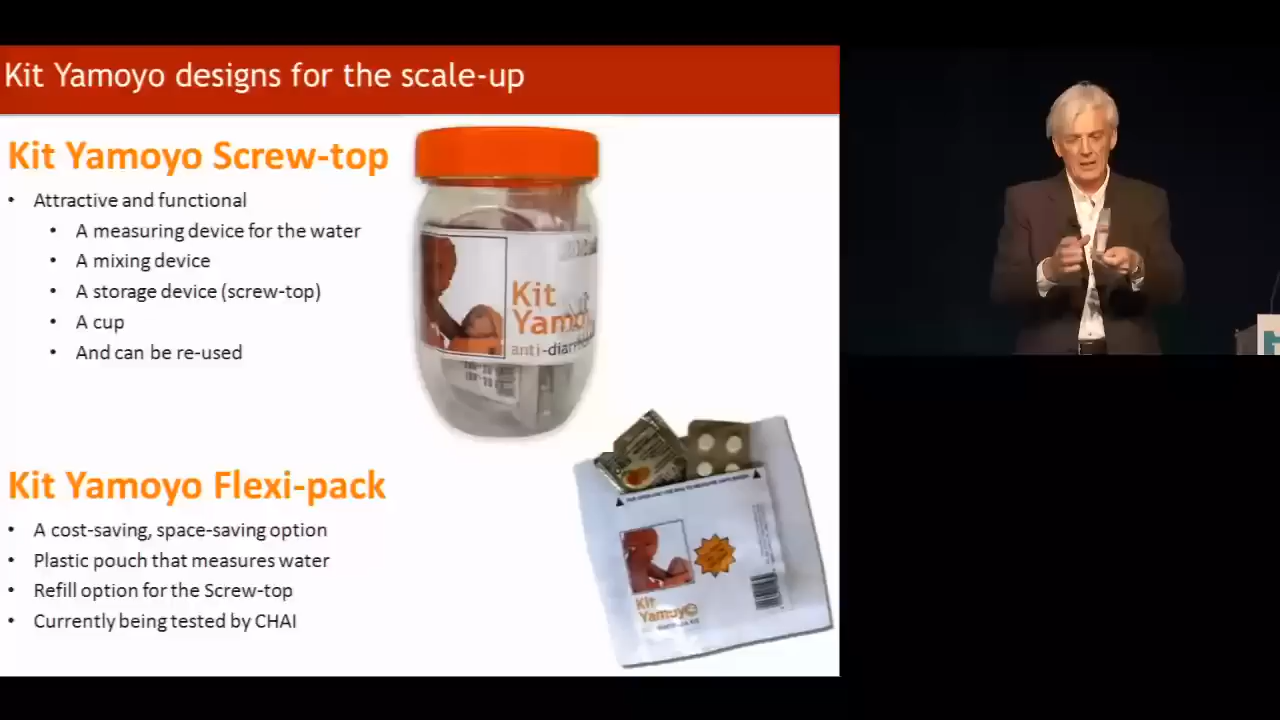 Kit Yamoyo designs for the scale-up
Kit Yamoyo Screw-top
• Attractive and functional
• A measuring device for the water
• A mixing device
• A storage device (screw-top)
• A cup
• And can be re-used
Kit
Yamo
anti-diarr
Kit Yamoyo Flexi-pack
• A cost-saving, space-saving option
• Plastic pouch that measures water
• Refill option for the Screw-top
• Currently being tested by CHAI
Kit
Yamoyo